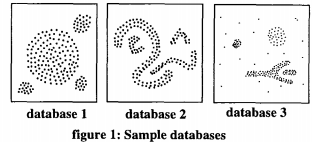 database 1 database 2 database 3
figure 1: Sample databases